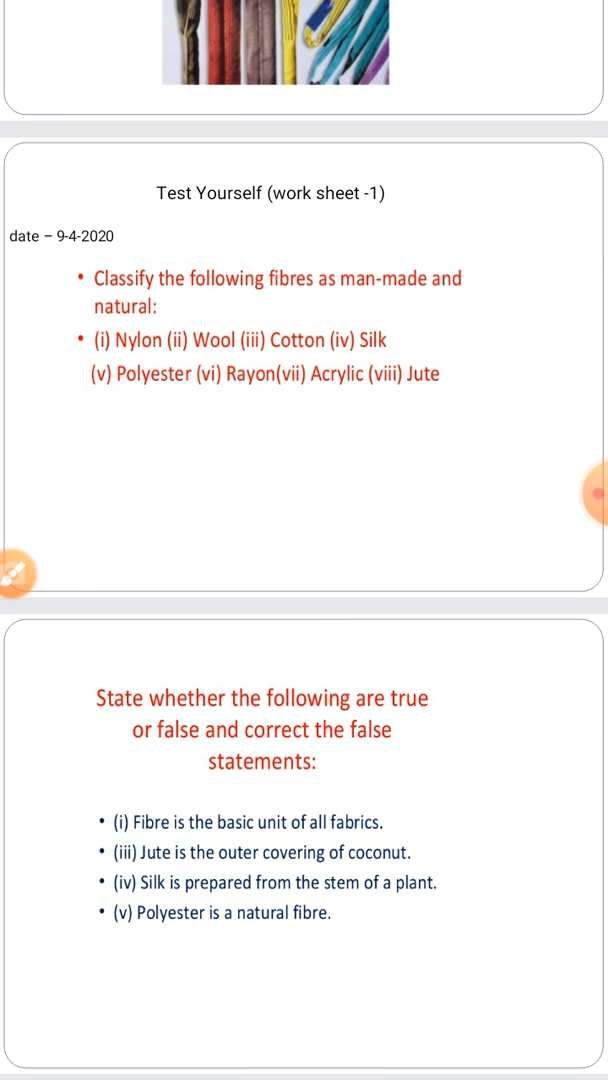 Test Yourself (work sheet -1)
date – 9-4-2020
• Classify the following fibres as man-made and
natural:
• (i) Nylon (ii) Wool (iii) Cotton (iv) Silk
(v) Polyester (vi) Rayon(vii) Acrylic (viii) Jute
State whether the following are true
or false and correct the false
statements:
• (i) Fibre is the basic unit of all fabrics.
• (iii) Jute is the outer covering of coconut.
• (iv) Silk is prepared from the stem of a plant.
• (v) Polyester is a natural fibre.